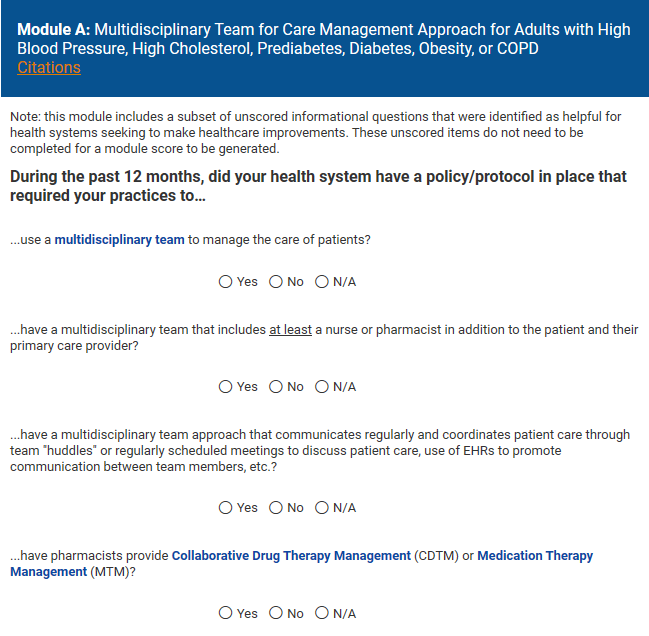 Module A: Multidisciplinary Team for Care Management Approach for Adults with High
Blood Pressure, High Cholesterol, Prediabetes, Diabetes, Obesity, or COPD
Citations
Note: this module includes a subset of unscored informational questions that were identified as helpful for
health systems seeking to make healthcare improvements. These unscored items do not need to be
completed for a module score to be generated.
During the past 12 months, did your health system have a policy/protocol in place that
required your practices to...
...use a multidisciplinary team to manage the care of patients?
Yes No N/A
...have a multidisciplinary team that includes at least a nurse or pharmacist in addition to the patient and their
primary care provider?
Yes No N/A
...have a multidisciplinary team approach that communicates regularly and coordinates patient care through
team "huddles" or regularly scheduled meetings to discuss patient care, use of EHRs to promote
communication between team members, etc.?
Yes No N/A
...have pharmacists provide Collaborative Drug Therapy Management (CDTM) or Medication Therapy
Management (MTM)?
Yes No N/A